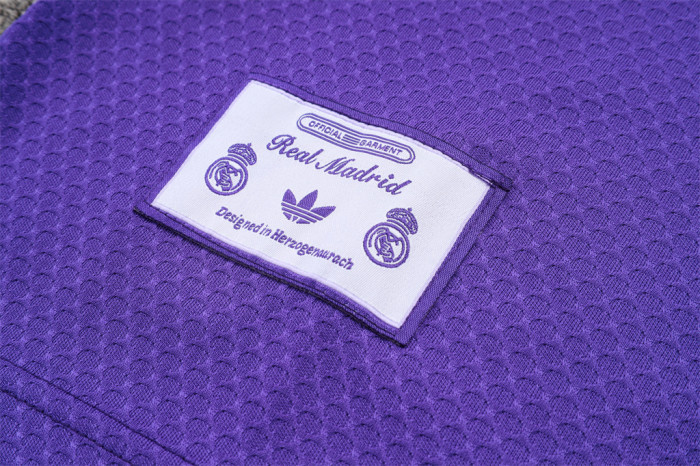 OFFICIAL GARMENT
Real Madrid
Designed in Herzogenaurach